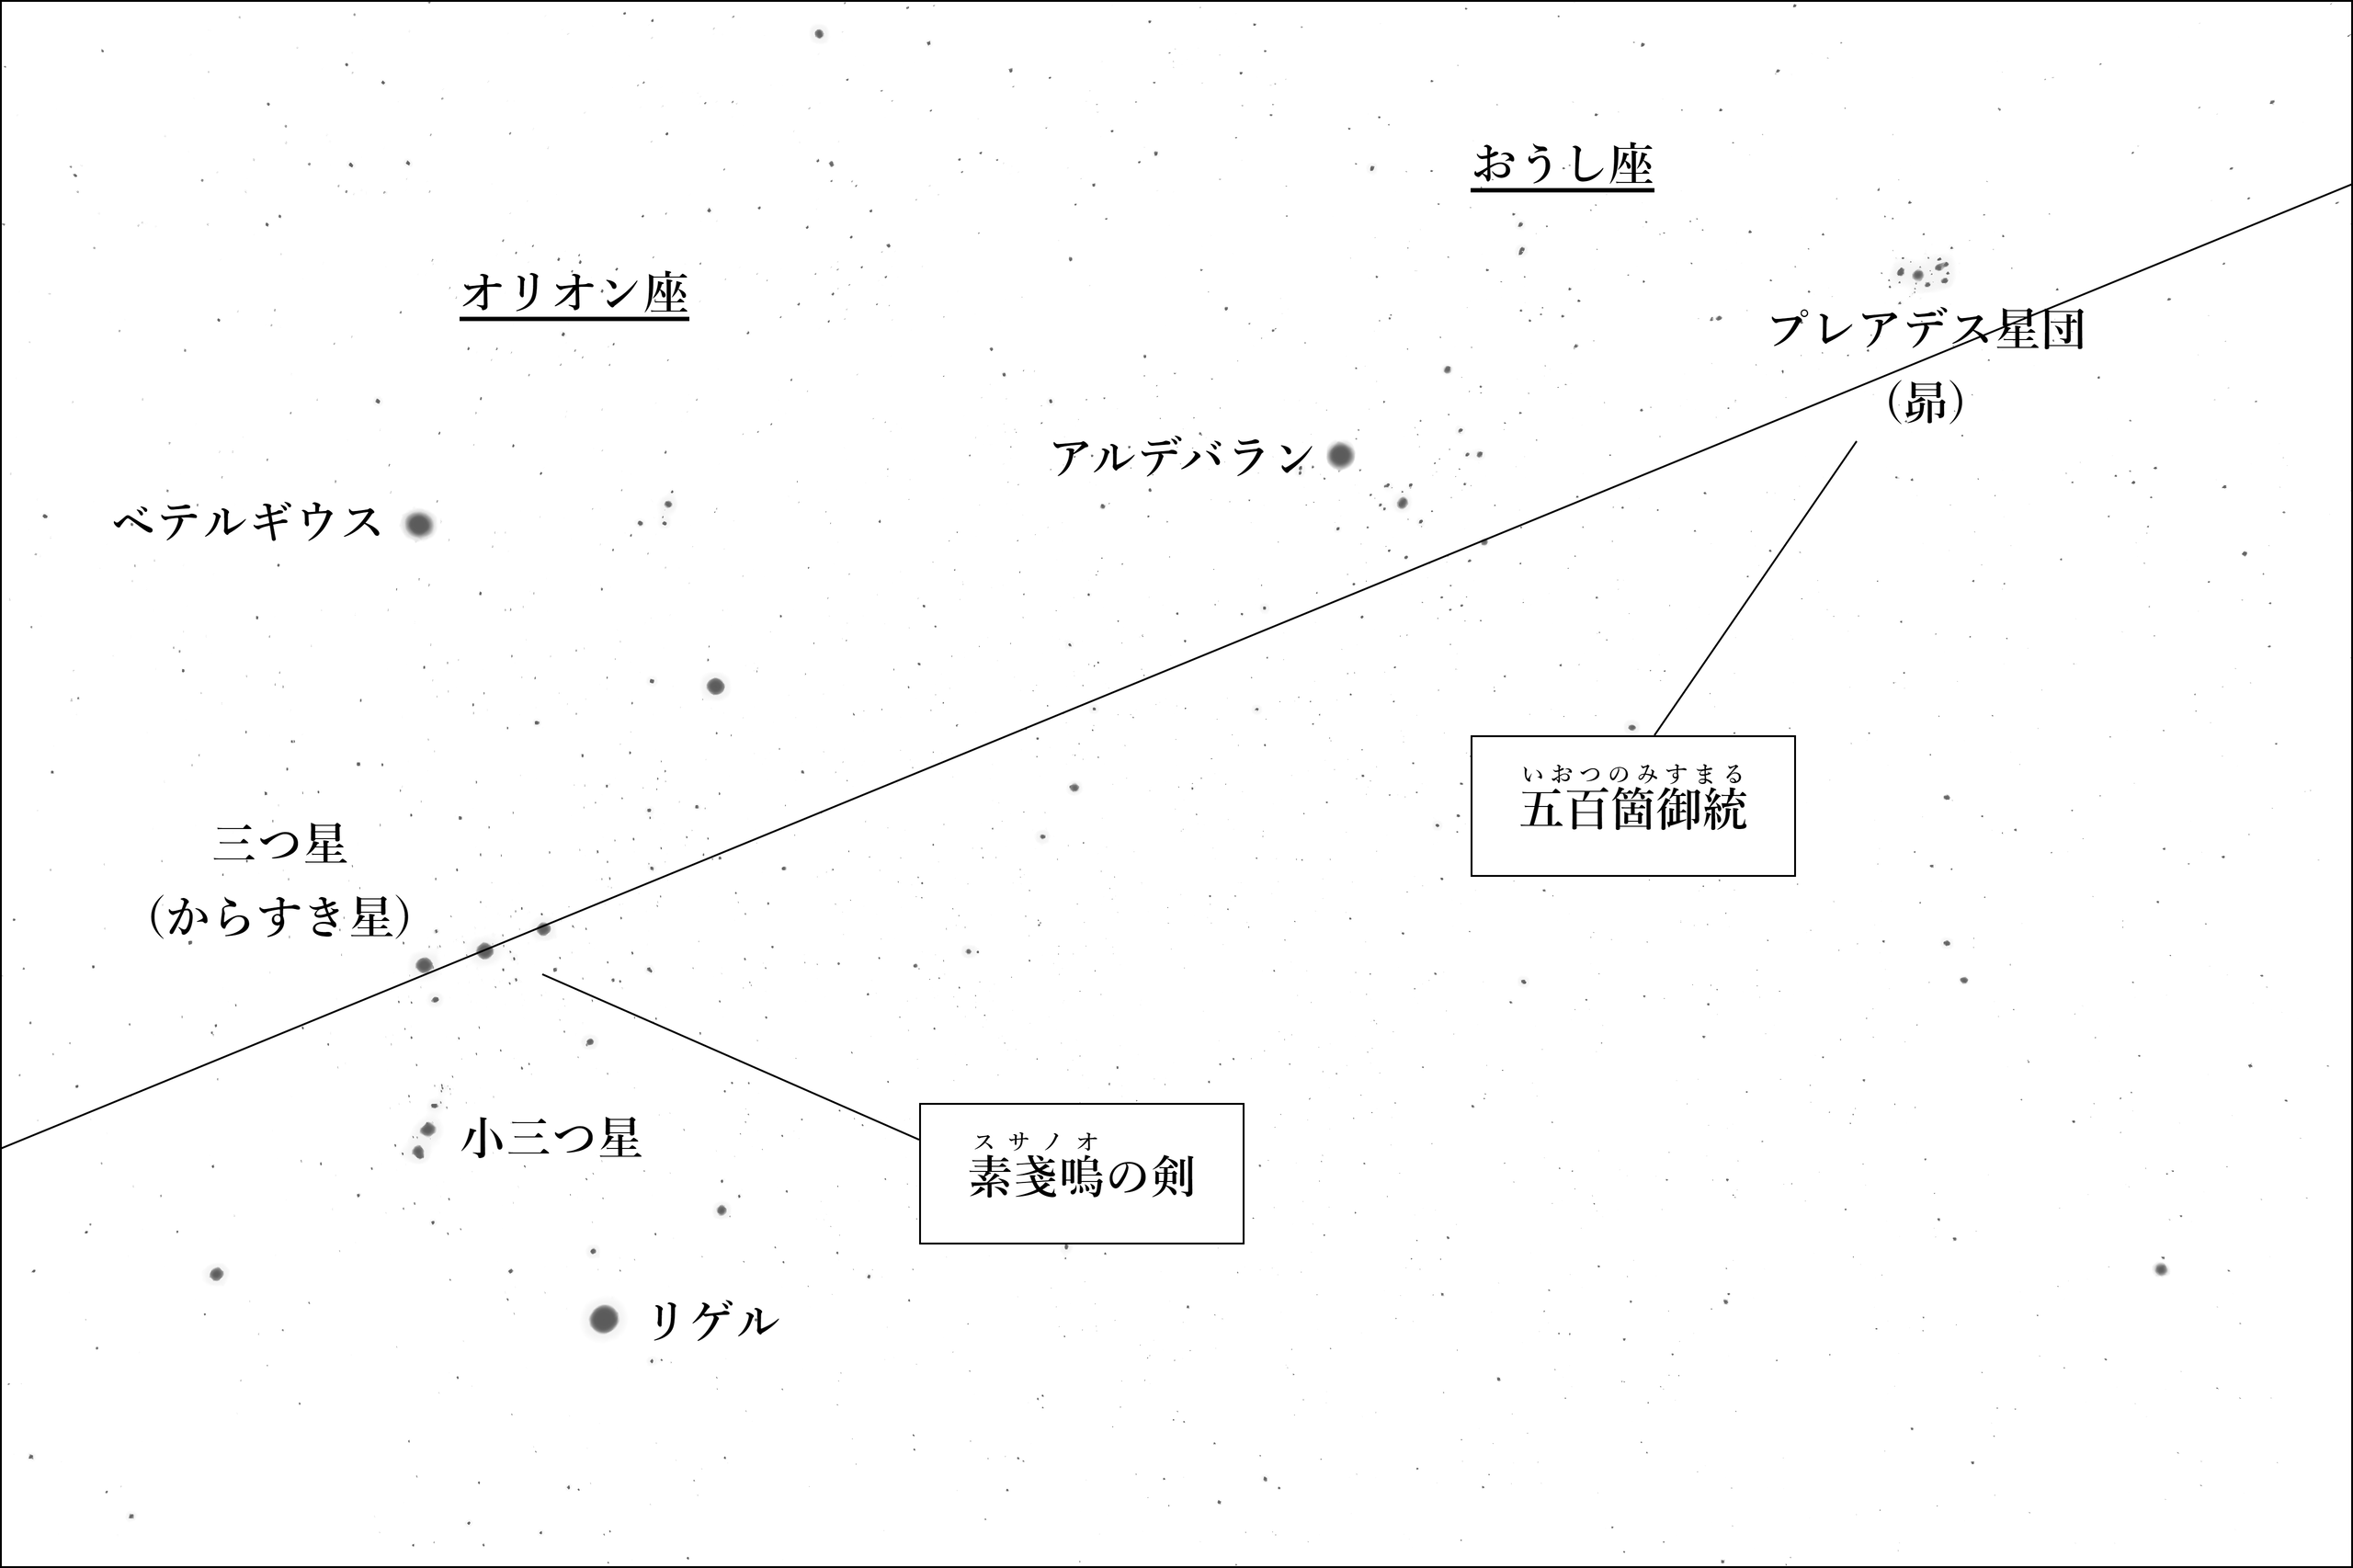 おうし座
オリオン座
プレアデス星団
(昴)
アルデバラン
ベテルギウス
いおつのみすまる
五百箇御統
三つ星
(からすき星)
小三つ星
スサノオ
素戔嗚の剣
リゲル